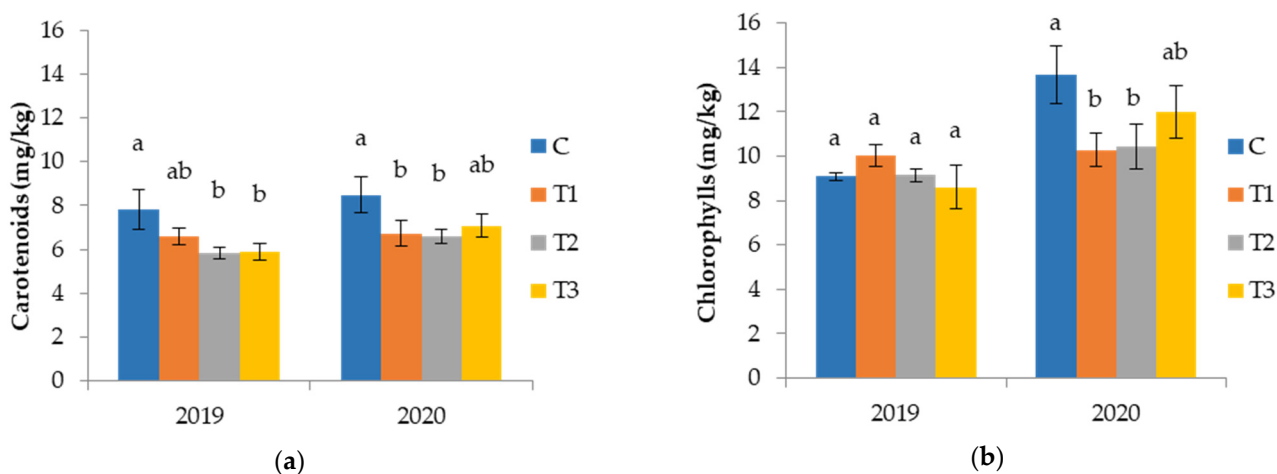 Carotenoids (mg/kg)
16
14
12
10
8
6
4
2
0
a
ab
b
b
a
b
b
ab
2019
2020
C
T1
T2
T3
(a)
Chlorophylls (mg/kg)
16
14
12
10
8
6
4
2
0
a
a
a
a
a
b
b
ab
2019
2020
C
T1
T2
T3
(b)